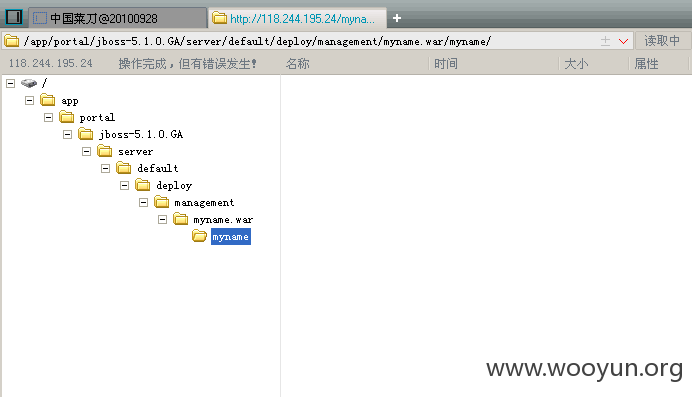 中国菜刀@20100928
http://118.244.195.24/myna...
/app/portal/jboss-5.1.0.GA/server/default/deploy/management/myname.war/myname/
读取中
118.244.195.24 操作完成，但有错误发生！ 名称 时间 大小 属性
/
app
portal
jboss-5.1.0.GA
server
default
deploy
management
myname.war
myname
www.wooyun.org